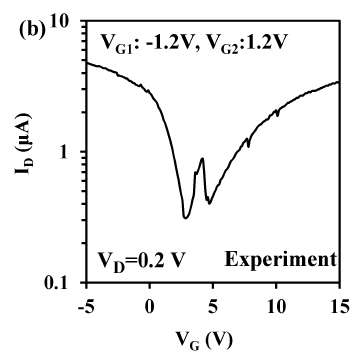 (b)
10
V_G1: -1.2V, V_G2:1.2V
1
I_D (µA)
V_D=0.2 V Experiment
0.1
-5 0 5 10 15
V_G (V)